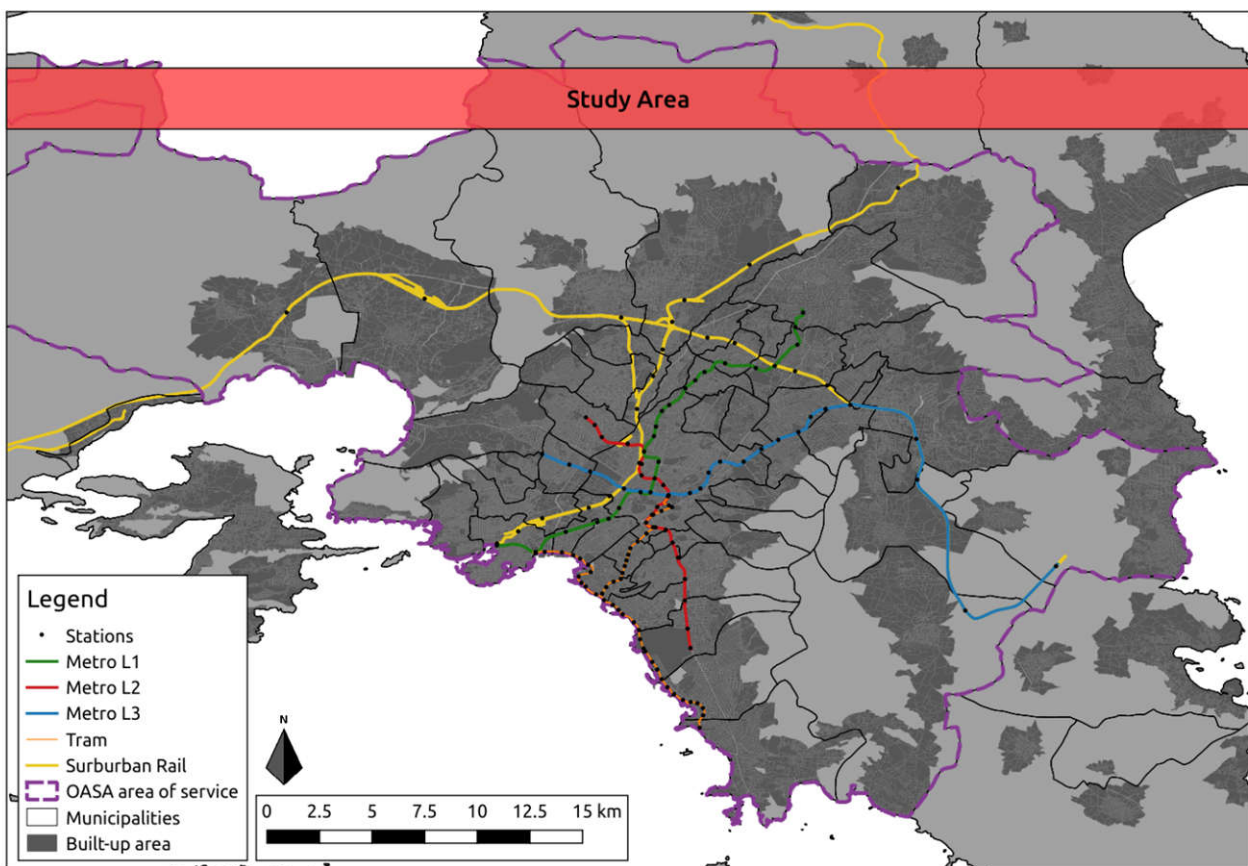 Study Area
Legend
Stations
Metro L1
Metro L2
Metro L3
Tram
Surburban Rail
OASA area of service
Municipalities
Built-up area
N
0 2.5 5 7.5 10 12.5 15 km